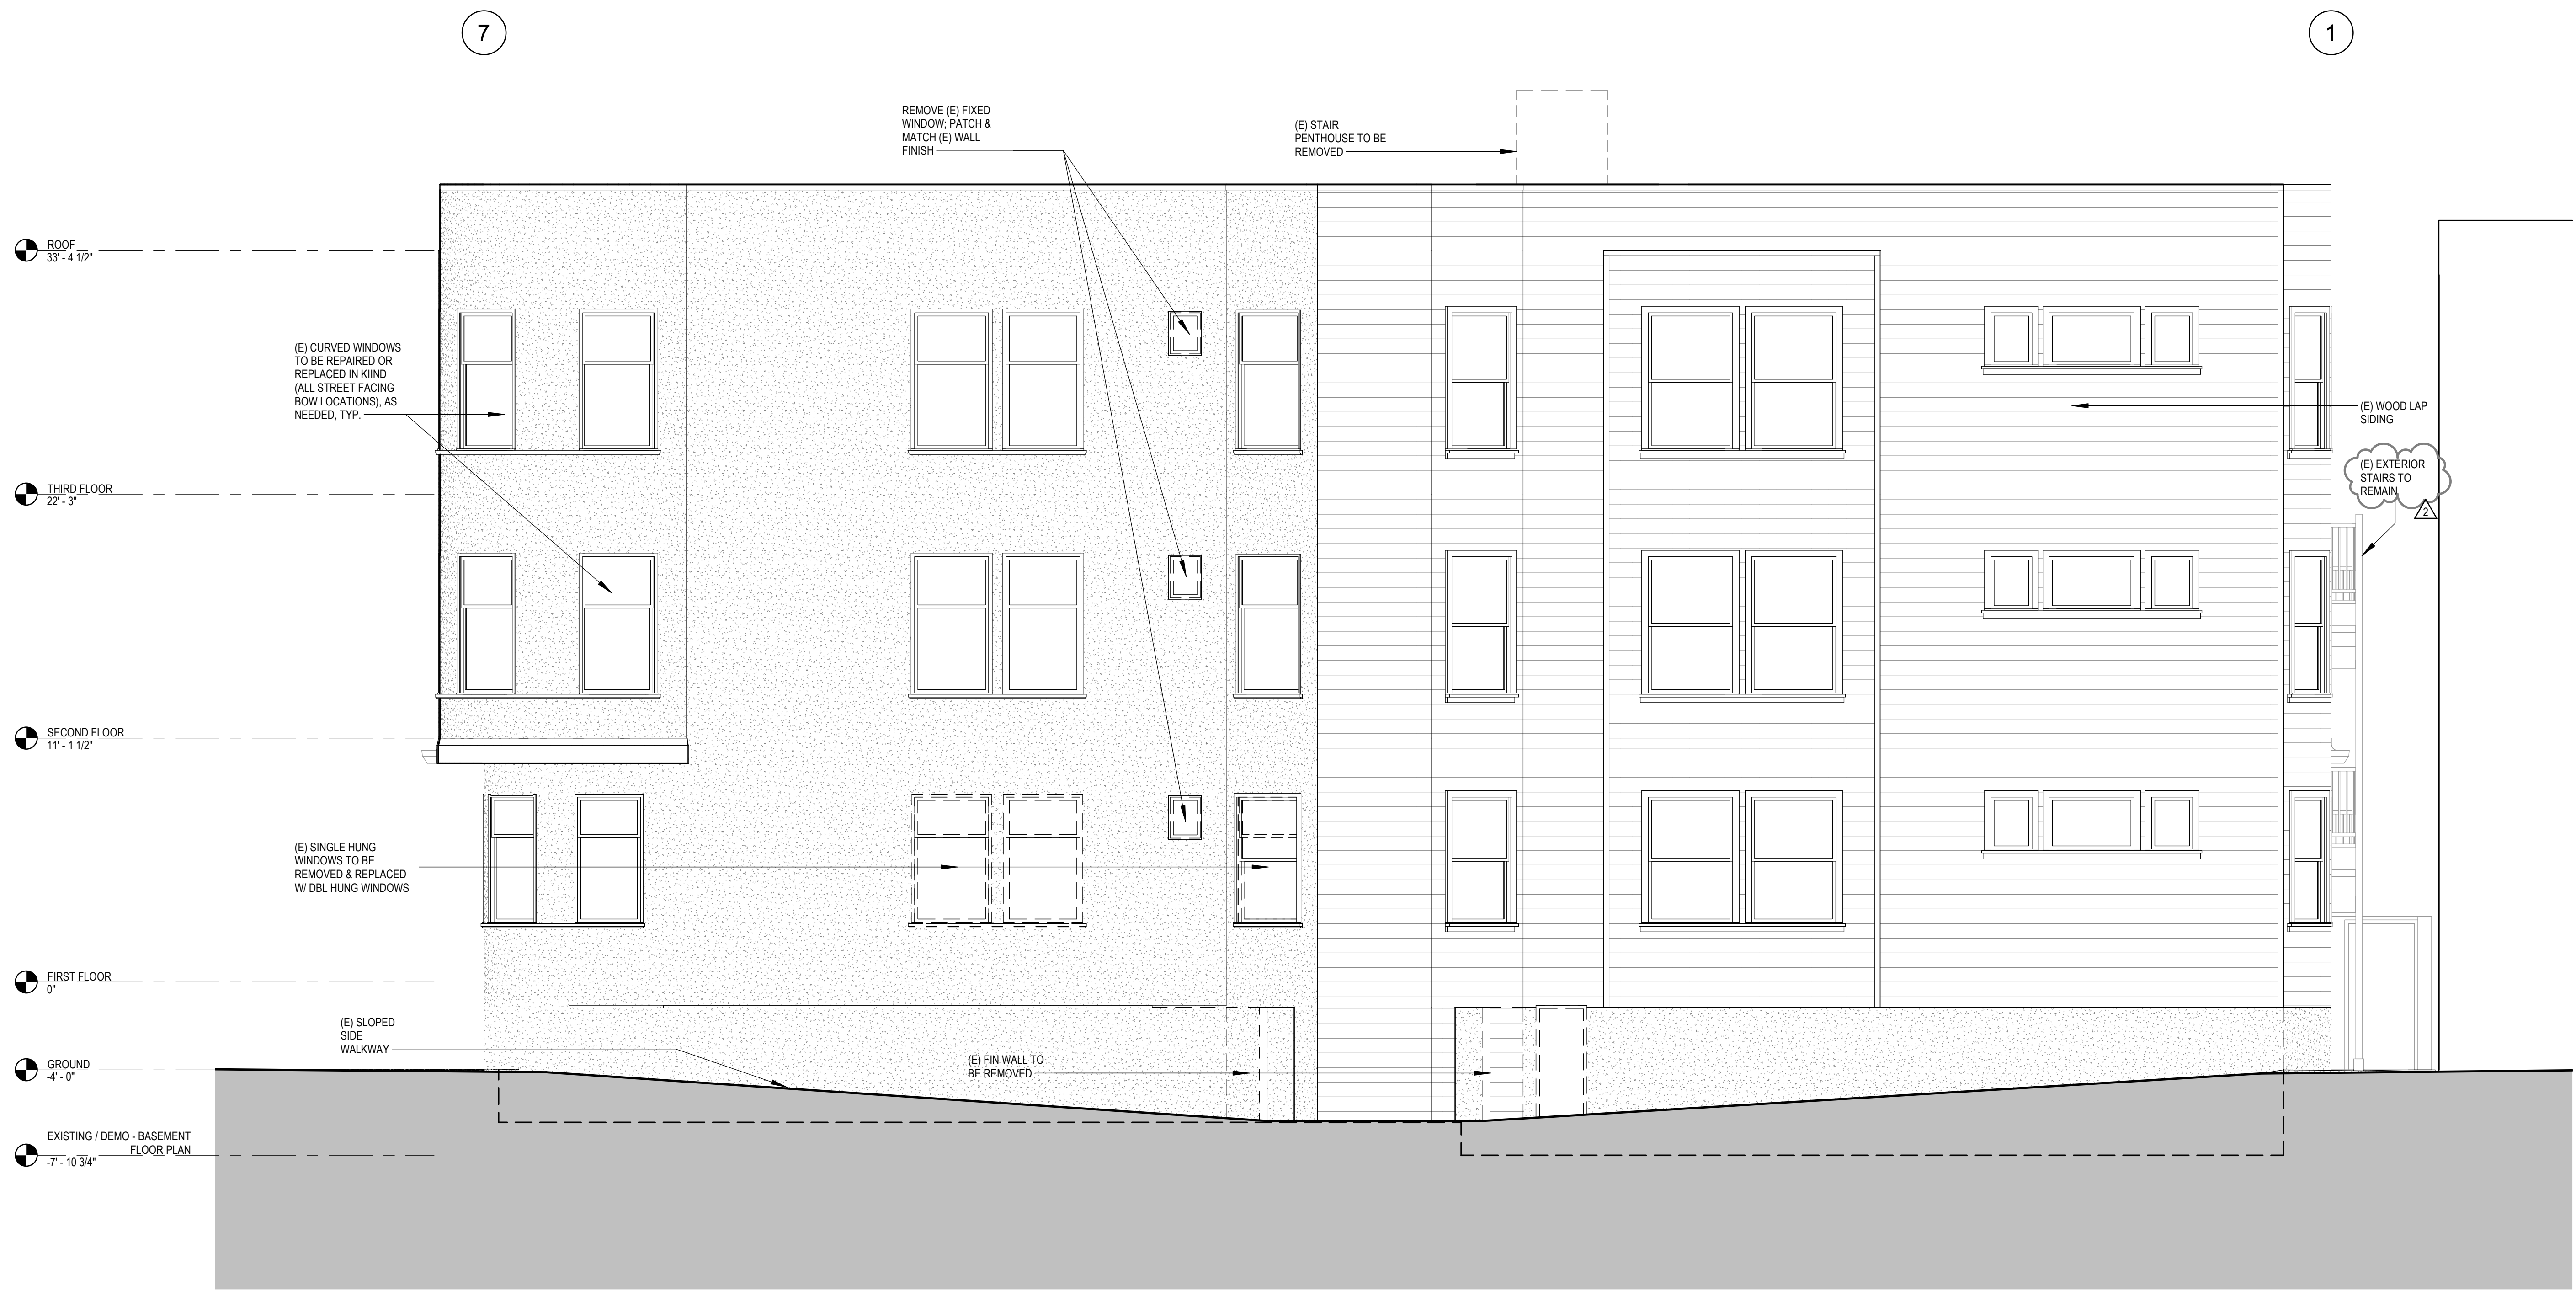 7
1
REMOVE (E) FIXED
WINDOW; PATCH &
MATCH (E) WALL
FINISH
(E) STAIR
PENTHOUSE TO BE
REMOVED
ROOF
33' - 4 1/2"
(E) CURVED WINDOWS
TO BE REPAIRED OR
REPLACED IN KIIND
(ALL STREET FACING
BOW LOCATIONS), AS
NEEDED, TYP.
(E) WOOD LAP
SIDING
(E) EXTERIOR
STAIRS TO
REMAIN
2
THIRD FLOOR
22' - 3"
SECOND FLOOR
11' - 1 1/2"
(E) SINGLE HUNG
WINDOWS TO BE
REMOVED & REPLACED
W/ DBL HUNG WINDOWS
FIRST FLOOR
0"
(E) SLOPED
SIDE
WALKWAY
(E) FIN WALL TO
BE REMOVED
GROUND
-4' - 0"
EXISTING / DEMO - BASEMENT
FLOOR PLAN
-7' - 10 3/4"